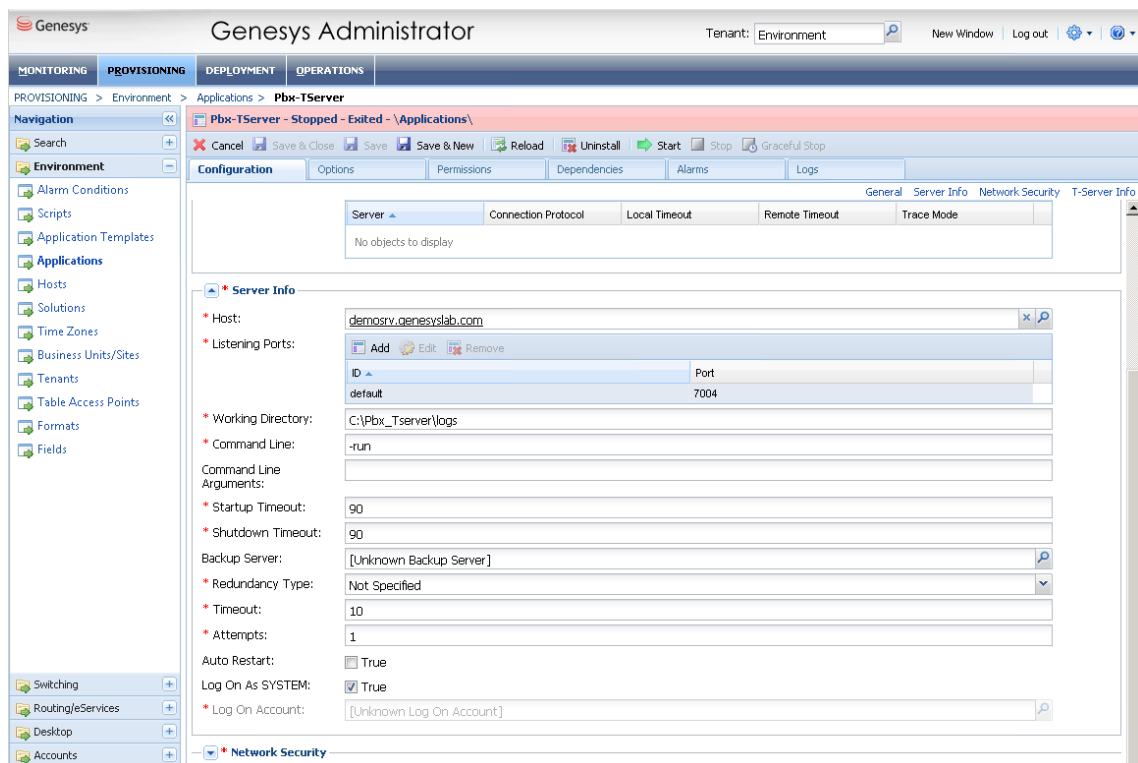 Genesys
Genesys Administrator
Tenant: Environment
New Window | Log out
MONITORING PROVISIONING DEPLOYMENT OPERATIONS
PROVISIONING > Environment > Applications > Pbx-TServer
Navigation
Pbx-TServer - Stopped - Exited - \Applications\
Search
Cancel Save & Close Save Save & New Reload Uninstall Start Stop Graceful Stop
Environment
Configuration Options Permissions Dependencies Alarms Logs
Alarm Conditions
General Server Info Network Security T-Server Info
Scripts
Server Connection Protocol Local Timeout Remote Timeout Trace Mode
Application Templates
No objects to display
Applications
Hosts
* Server Info
Solutions
* Host: demosrv.genesyslab.com
Time Zones
* Listening Ports: Add Edit Remove
Business Units/Sites
ID Port
Tenants
default 7004
Table Access Points
* Working Directory: C:\Pbx_Tserver\logs
Formats
* Command Line: -run
Fields
Command Line
Arguments:
* Startup Timeout: 90
* Shutdown Timeout: 90
Backup Server: [Unknown Backup Server]
* Redundancy Type: Not Specified
* Timeout: 10
* Attempts: 1
Auto Restart: True
Switching
Log On As SYSTEM: True
Routing/eServices
* Log On Account: [Unknown Log On Account]
Desktop
Accounts
* Network Security